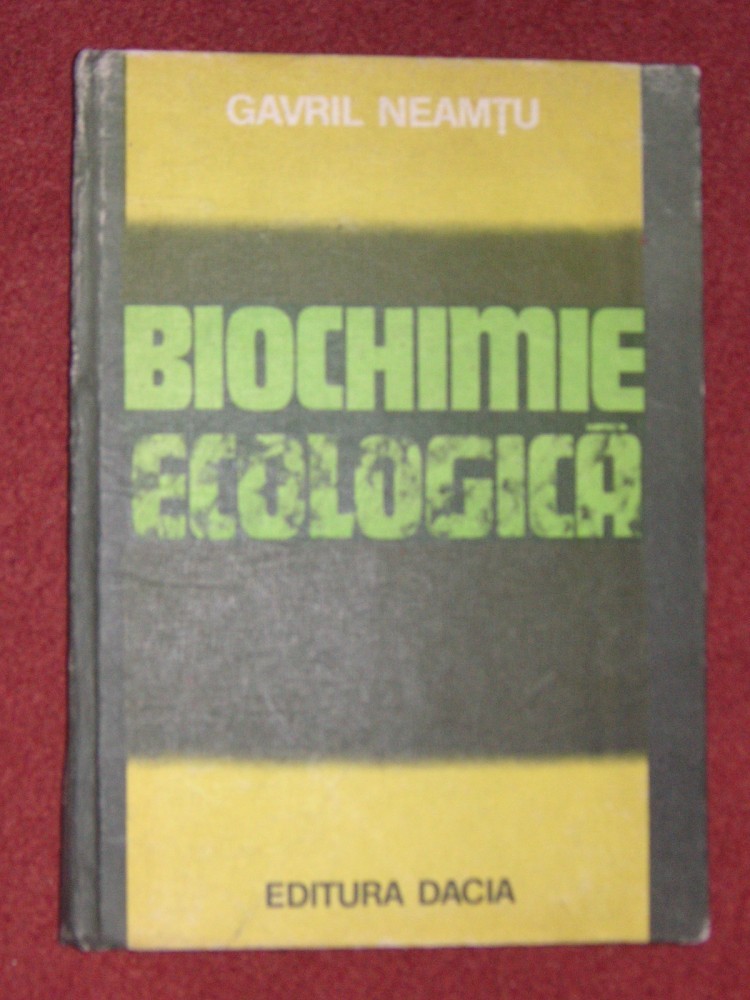 GAVRIL NEAMȚU
BIOCHIMIE
ECOLOGICĂ
EDITURA DACIA